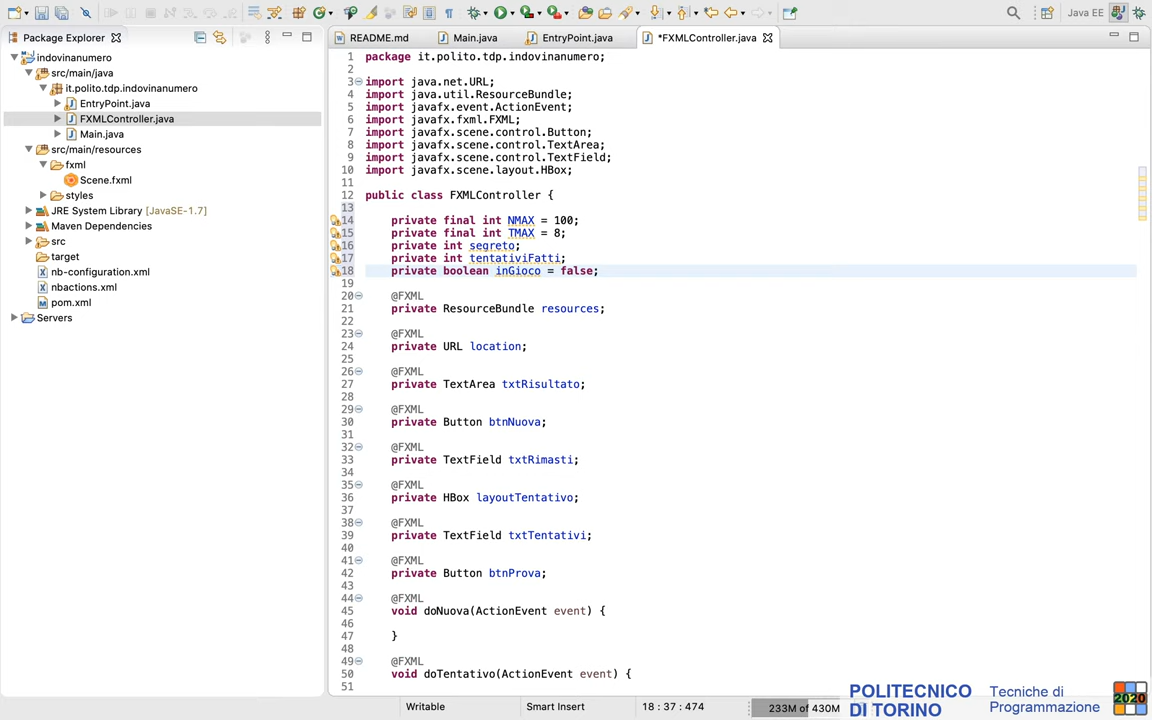 Java EE
Package Explorer
indovinanumero
src/main/java
it.polito.tdp.indovinanumero
EntryPoint.java
FXMLController.java
Main.java
src/main/resources
fxml
Scene.fxml
styles
JRE System Library [JavaSE-1.7]
Maven Dependencies
src
target
nb-configuration.xml
nbactions.xml
pom.xml
Servers
README.md Main.java EntryPoint.java *FXMLController.java
1 package it.polito.tdp.indovinanumero;
2
3 import java.net.URL;
4 import java.util.ResourceBundle;
5 import javafx.event.ActionEvent;
6 import javafx.fxml.FXML;
7 import javafx.scene.control.Button;
8 import javafx.scene.control.TextArea;
9 import javafx.scene.control.TextField;
10 import javafx.scene.layout.HBox;
11
12 public class FXMLController {
13
14 private final int NMAX = 100;
15 private final int TMAX = 8;
16 private int segreto;
17 private int tentativiFatti;
18 private boolean inGioco = false;
19
20 @FXML
21 private ResourceBundle resources;
22
23 @FXML
24 private URL location;
25
26 @FXML
27 private TextArea txtRisultato;
28
29 @FXML
30 private Button btnNuova;
31
32 @FXML
33 private TextField txtRimasti;
34
35 @FXML
36 private HBox layoutTentativo;
37
38 @FXML
39 private TextField txtTentativi;
40
41 @FXML
42 private Button btnProva;
43
44 @FXML
45 void doNuova(ActionEvent event) {
46
47 }
48
49 @FXML
50 void doTentativo(ActionEvent event) {
51
Writable Smart Insert 18 : 37 : 474 233M of 430M
POLITECNICO
DI TORINO
Tecniche di
Programmazione
2020